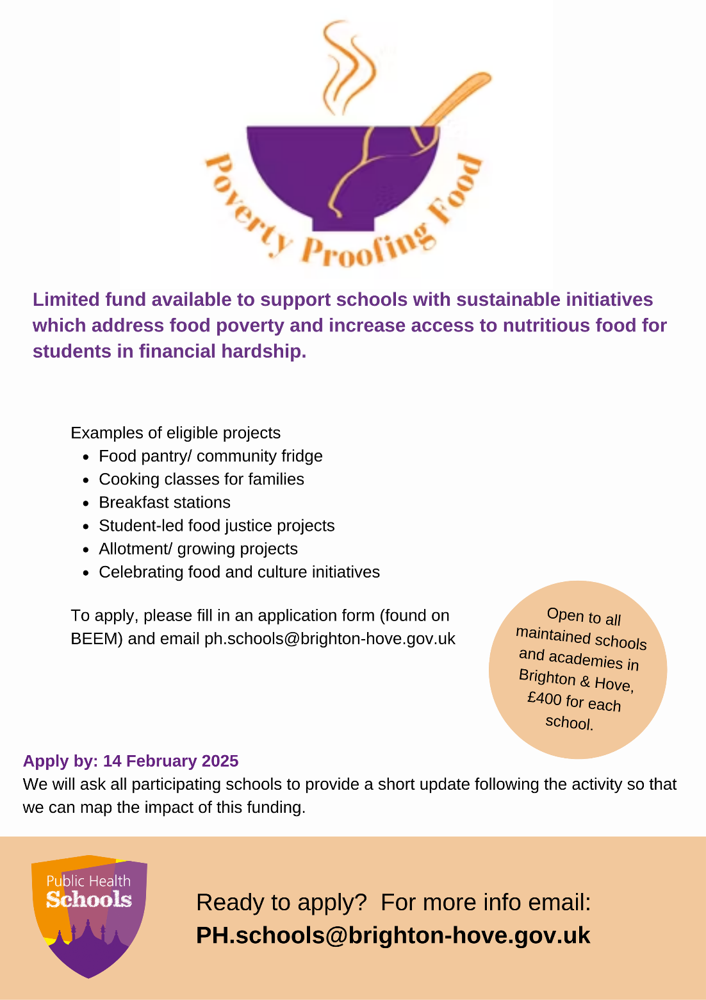 Poverty Proofing Food
Limited fund available to support schools with sustainable initiatives
which address food poverty and increase access to nutritious food for
students in financial hardship.
Examples of eligible projects
• Food pantry/ community fridge
• Cooking classes for families
• Breakfast stations
• Student-led food justice projects
• Allotment/ growing projects
• Celebrating food and culture initiatives
To apply, please fill in an application form (found on
BEEM) and email ph.schools@brighton-hove.gov.uk
Open to all
maintained schools
and academies in
Brighton & Hove,
£400 for each
school.
Apply by: 14 February 2025
We will ask all participating schools to provide a short update following the activity so that
we can map the impact of this funding.
Public Health
Schools
Ready to apply?  For more info email:
PH.schools@brighton-hove.gov.uk